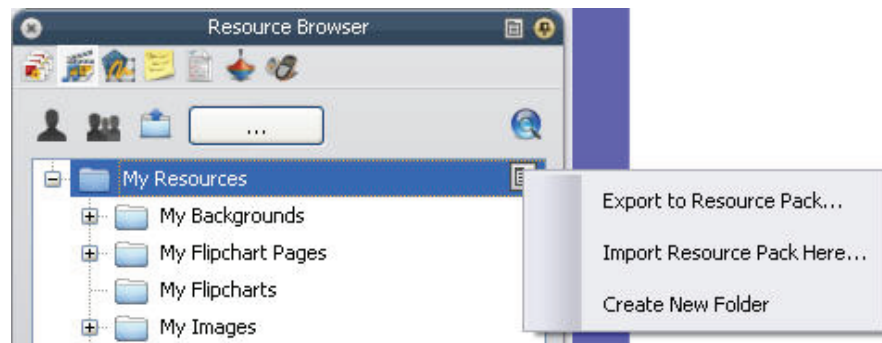 Resource Browser
...
My Resources
My Backgrounds
My Flipchart Pages
My Flipcharts
My Images
Export to Resource Pack...
Import Resource Pack Here...
Create New Folder